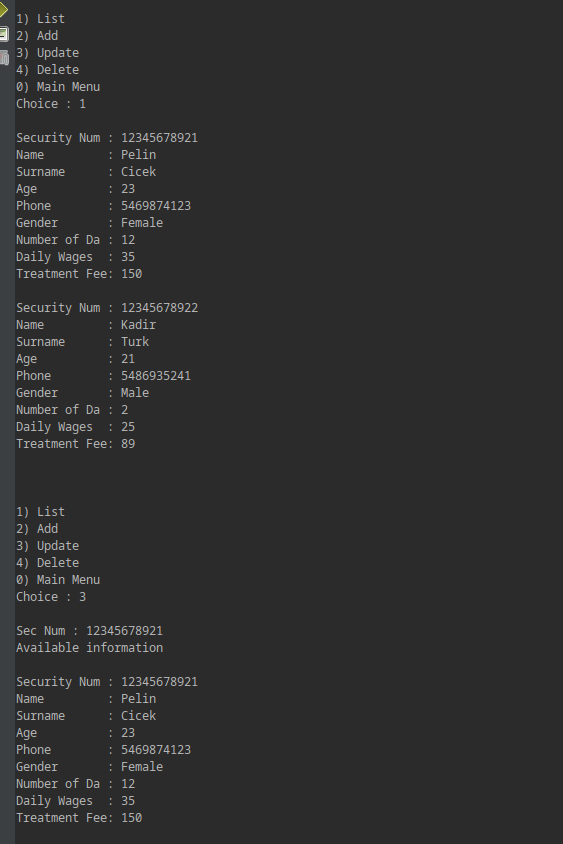 1) List
2) Add
3) Update
4) Delete
0) Main Menu
Choice : 1
Security Num : 12345678921
Name         : Pelin
Surname      : Cicek
Age          : 23
Phone        : 5469874123
Gender       : Female
Number of Da : 12
Daily Wages  : 35
Treatment Fee: 150
Security Num : 12345678922
Name         : Kadir
Surname      : Turk
Age          : 21
Phone        : 5486935241
Gender       : Male
Number of Da : 2
Daily Wages  : 25
Treatment Fee: 89
1) List
2) Add
3) Update
4) Delete
0) Main Menu
Choice : 3
Sec Num : 12345678921
Available information
Security Num : 12345678921
Name         : Pelin
Surname      : Cicek
Age          : 23
Phone        : 5469874123
Gender       : Female
Number of Da : 12
Daily Wages  : 35
Treatment Fee: 150